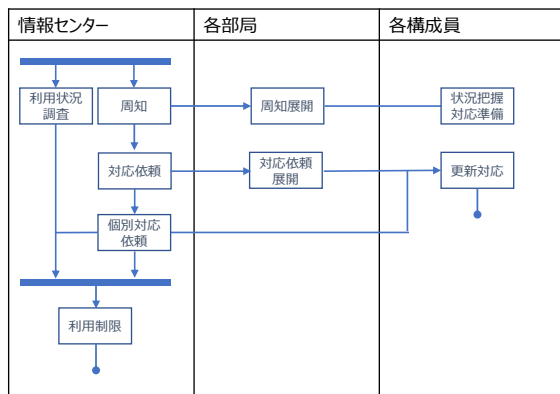 情報センター
各部局
各構成員
利用状況
調査
周知
周知展開
状況把握
対応準備
対応依頼
対応依頼
展開
更新対応
個別対応
依頼
利用制限